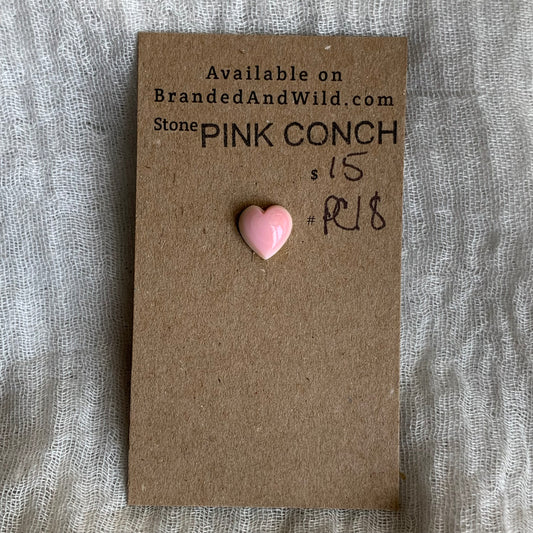 Available on
BrandedAndWild.com
Stone PINK CONCH
$ 15
# PC18